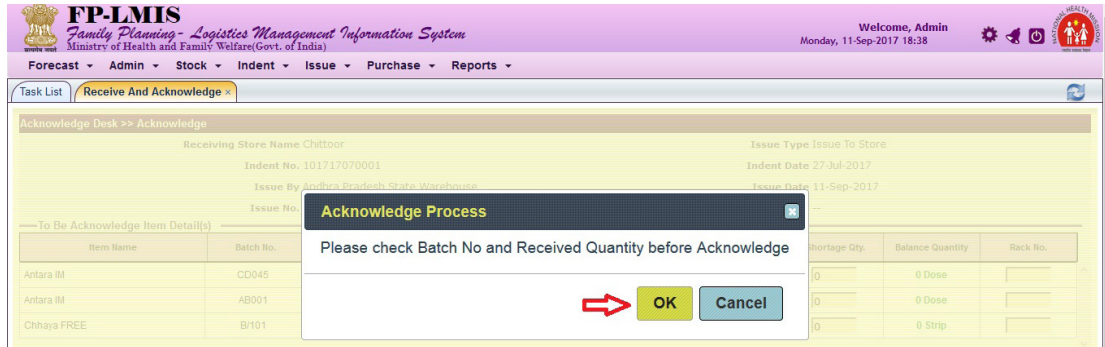 FP-LMIS
Family Planning - Logistics Management Information System
Ministry of Health and Family Welfare(Govt. of India)
Welcome, Admin
Monday, 11-Sep-2017 18:38
Forecast Admin Stock Indent Issue Purchase Reports
Task List Receive And Acknowledge ×
Acknowledge Desk >> Acknowledge
Receiving Store Name Chittoor Issue Type Issue To Store
Indent No. 101717070001 Indent Date 27-Jul-2017
Issue By Andhra Pradesh State Warehouse Issue Date 11-Sep-2017
Issue No. --
Acknowledge Process
Please check Batch No and Received Quantity before Acknowledge
OK Cancel
To Be Acknowledge Item Detail(s)
Item Name Batch No. Shortage Qty. Balance Quantity Rack No.
Antara IM CD045 0 0 Dose
Antara IM AB001 0 0 Dose
Chhaya FREE B/101 0 0 Strip